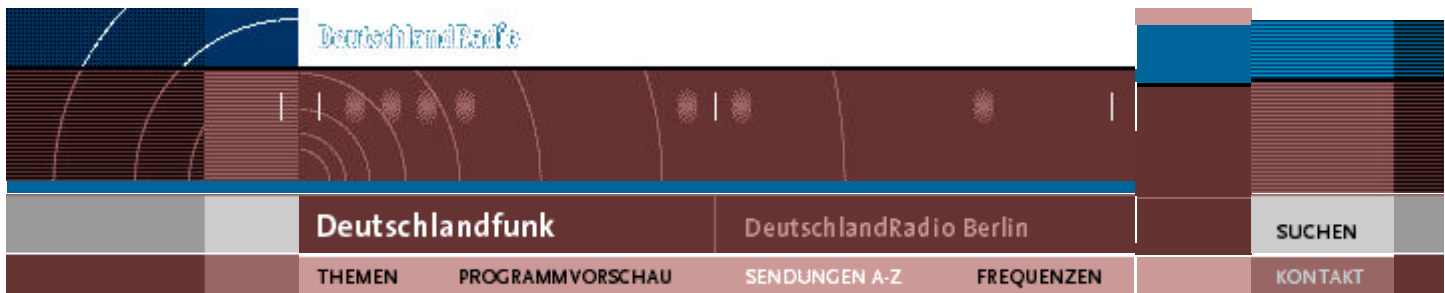 DeutschlandRadio
Deutschlandfunk DeutschlandRadio Berlin SUCHEN
THEMEN PROGRAMMVORSCHAU SENDUNGEN A-Z FREQUENZEN KONTAKT